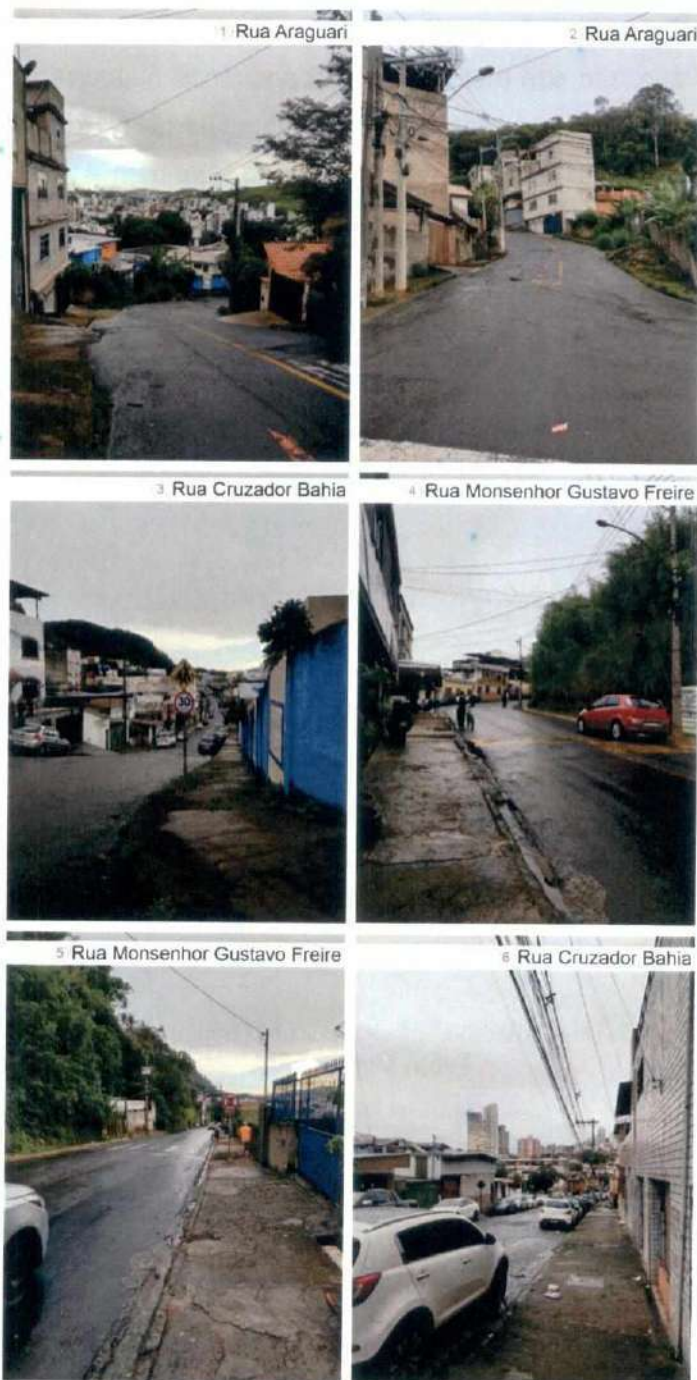 1 Rua Araguari
2 Rua Araguari
3 Rua Cruzador Bahia
4 Rua Monsenhor Gustavo Freire
30
5 Rua Monsenhor Gustavo Freire
6 Rua Cruzador Bahia